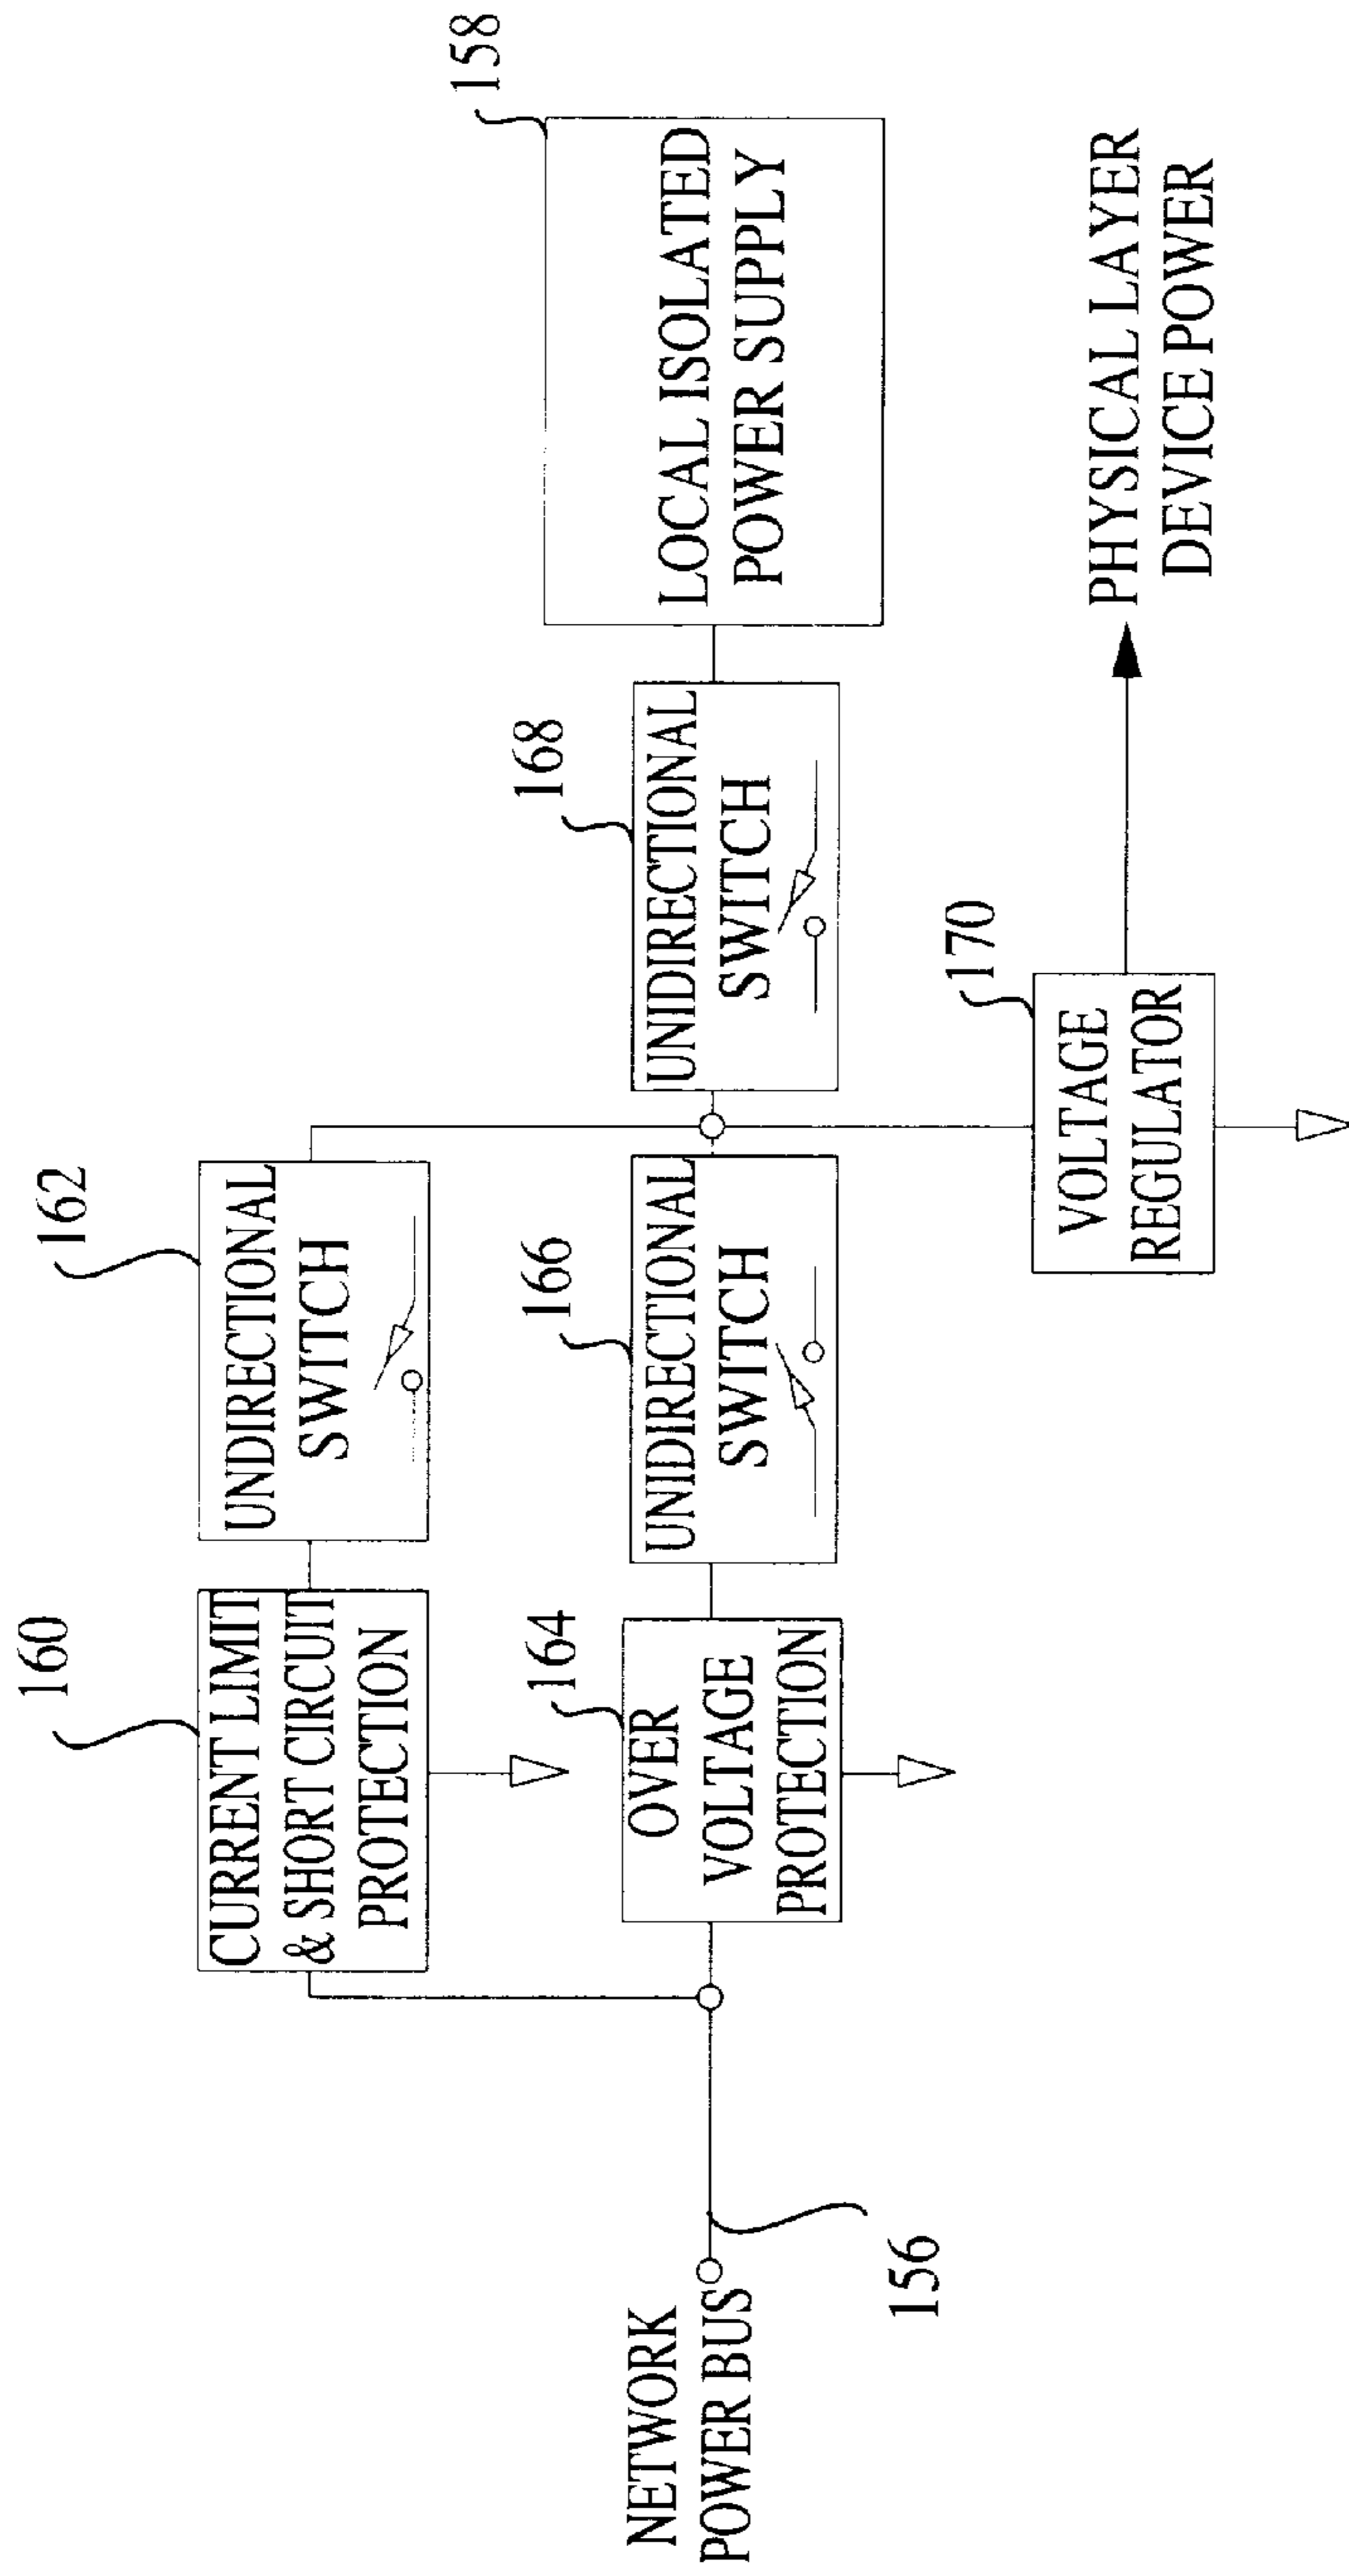 160
CURRENT LIMIT
& SHORT CIRCUIT
PROTECTION
162
UNDIRECTIONAL
SWITCH
NETWORK
POWER BUS
156
164
OVER
VOLTAGE
PROTECTION
166
UNIDIRECTIONAL
SWITCH
168
UNIDIRECTIONAL
SWITCH
158
LOCAL ISOLATED
POWER SUPPLY
170
VOLTAGE
REGULATOR
PHYSICAL LAYER
DEVICE POWER